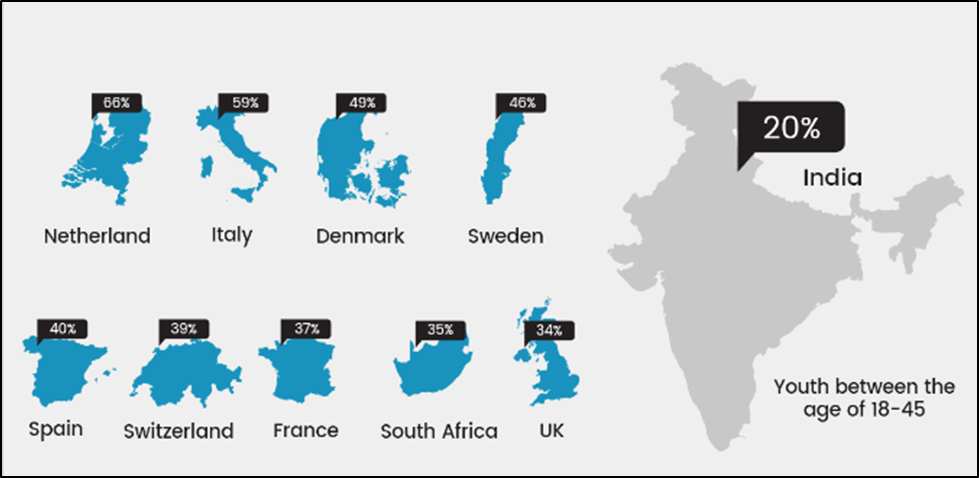 66%
59%
49%
46%
Netherland
Italy
Denmark
Sweden
40%
39%
37%
35%
34%
Spain
Switzerland
France
South Africa
UK
20%
India
Youth between the
age of 18-45